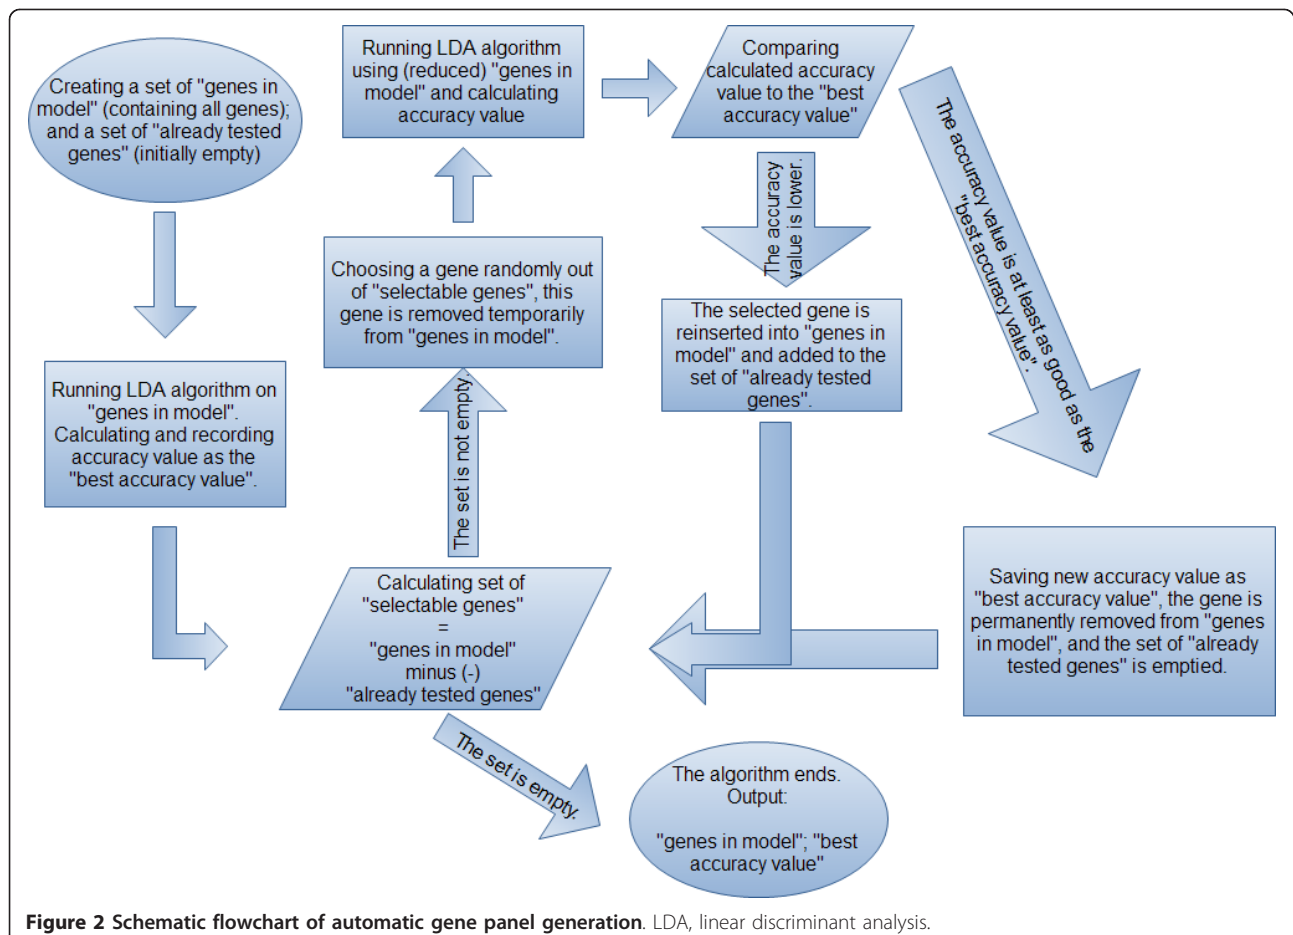 Creating a set of "genes in
model" (containing all genes);
and a set of "already tested
genes" (initially empty)
Running LDA algorithm on
"genes in model".
Calculating and recording
accuracy value as the
"best accuracy value".
Calculating set of
"selectable genes"
=
"genes in model"
minus (-)
"already tested genes"
The set is not empty.
Choosing a gene randomly out
of "selectable genes", this
gene is removed temporarily
from "genes in model".
Running LDA algorithm
using (reduced) "genes in
model" and calculating
accuracy value
Comparing
calculated accuracy
value to the "best
accuracy value"
The accuracy
value is lower.
The selected gene is
reinserted into "genes in
model" and added to the
set of "already tested
genes".
The accuracy value is at least as good as the
"best accuracy value".
Saving new accuracy value as
"best accuracy value", the gene is
permanently removed from "genes
in model", and the set of "already
tested genes" is emptied.
The set is empty.
The algorithm ends.
Output:
"genes in model"; "best
accuracy value"
Figure 2 Schematic flowchart of automatic gene panel generation. LDA, linear discriminant analysis.